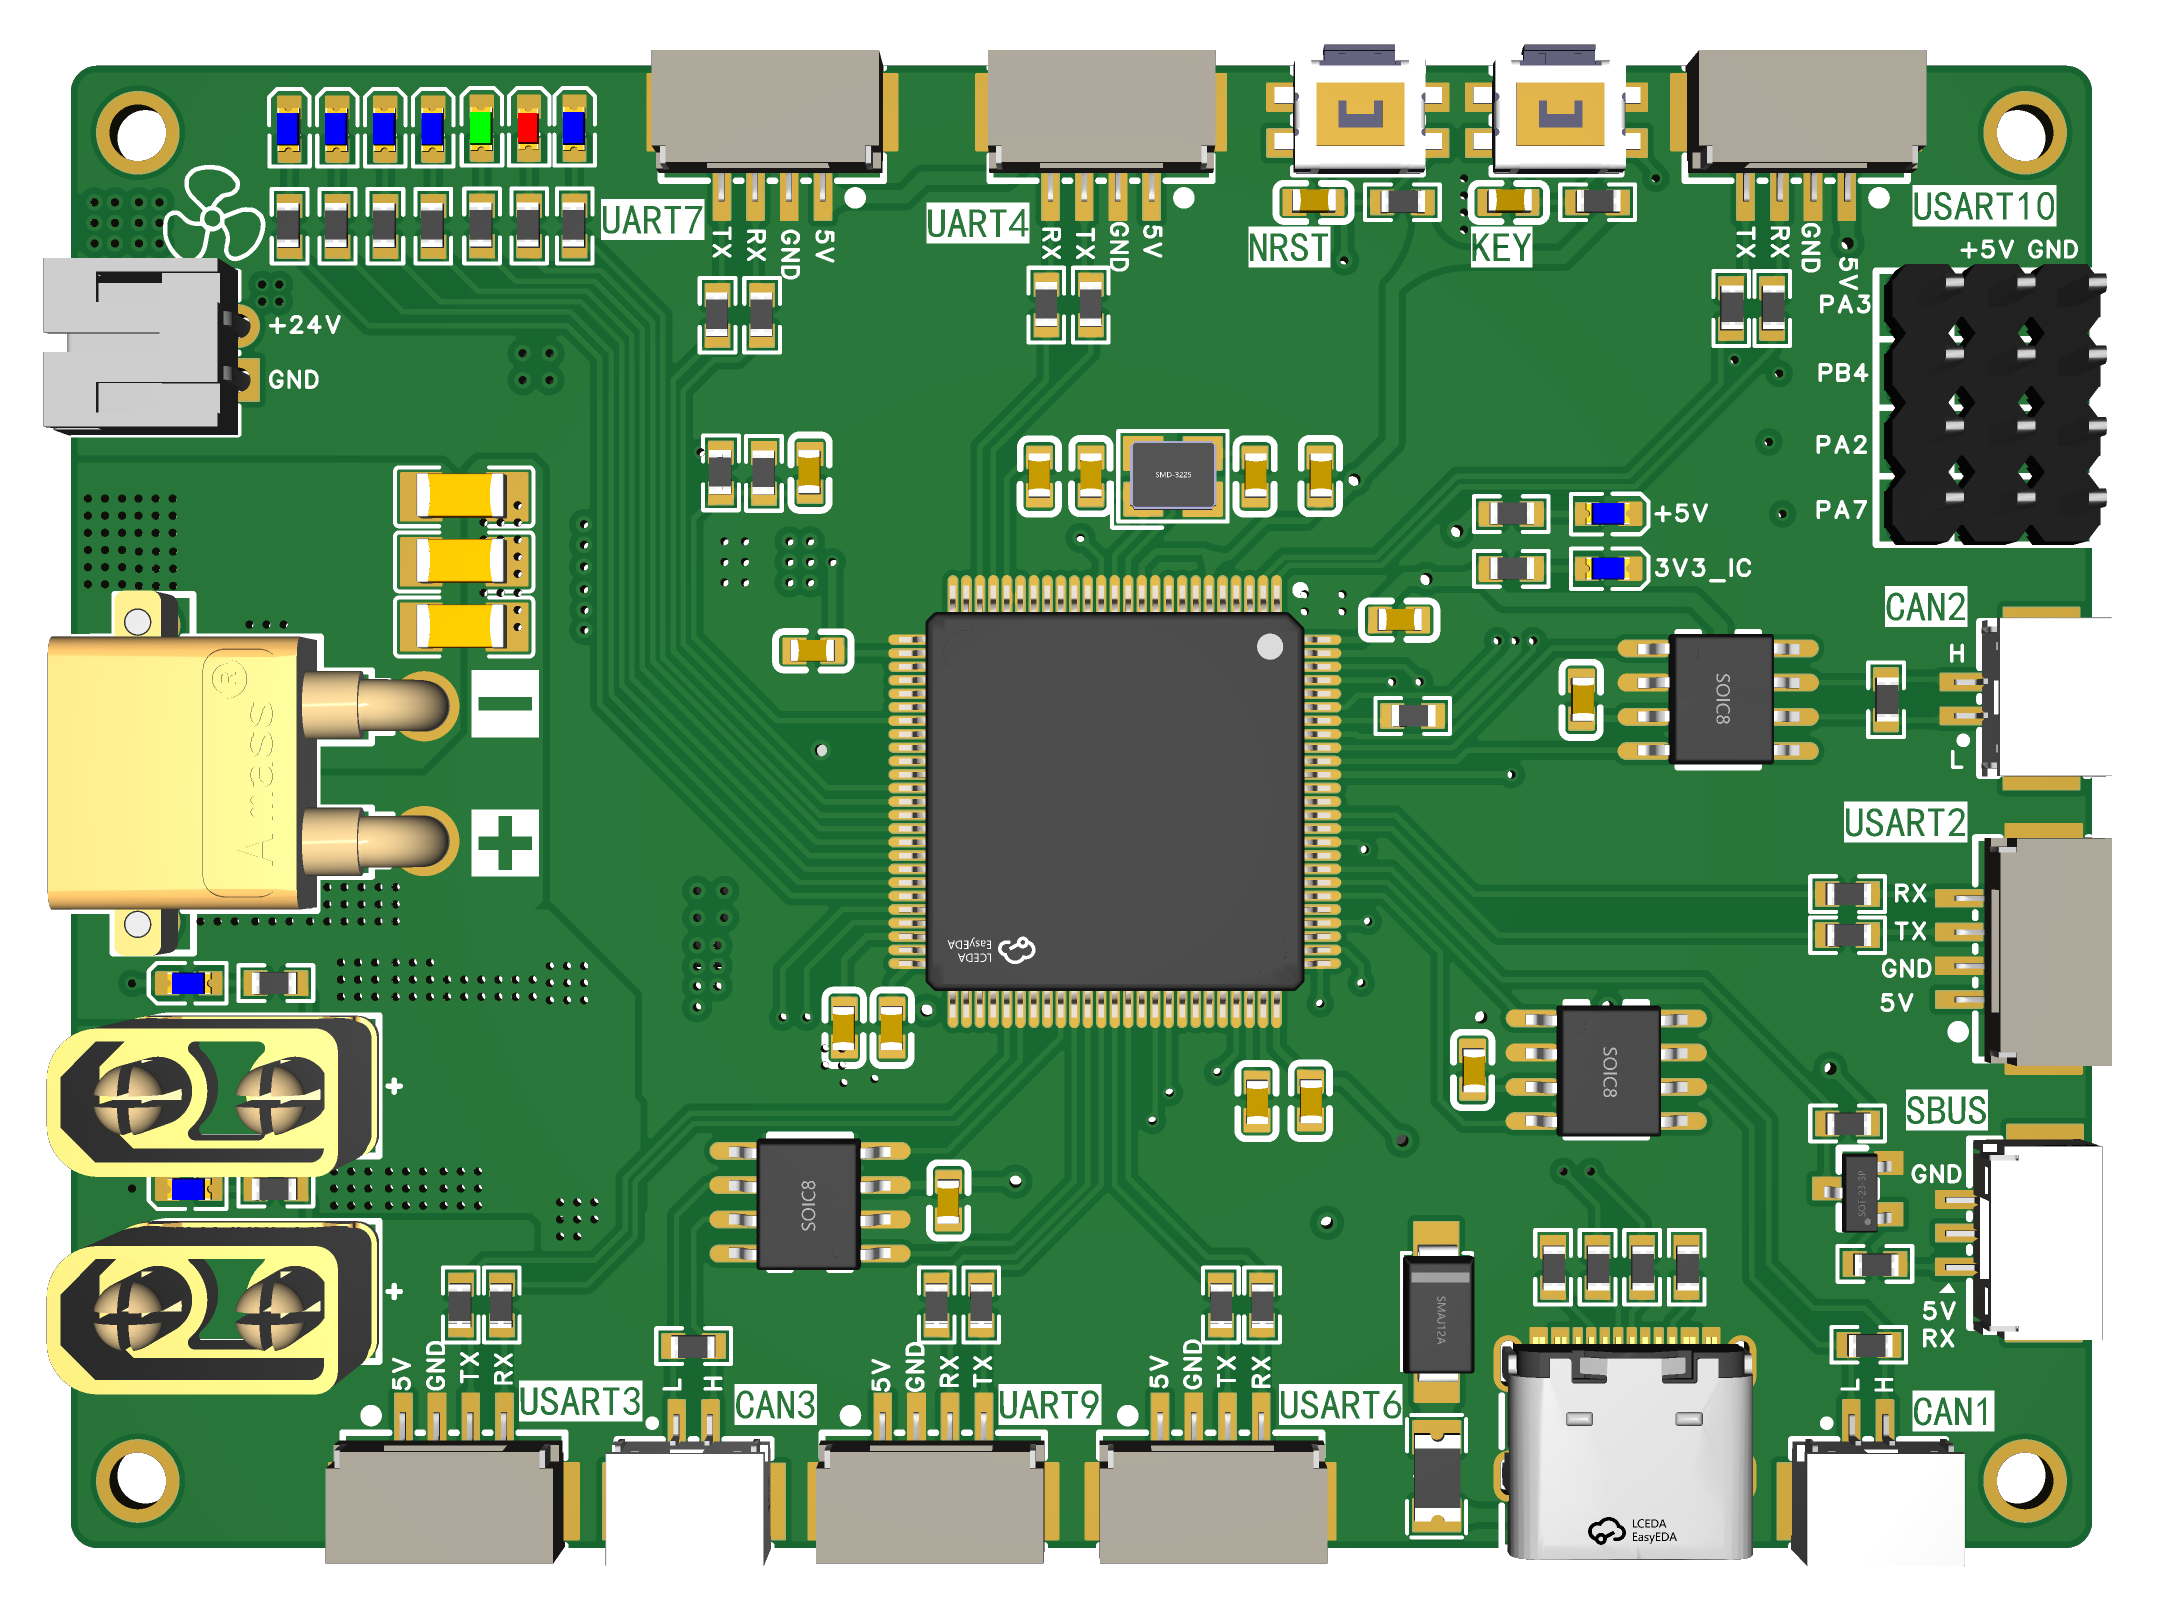 UART7
TX
RX
GND
5V
UART4
RX
TX
GND
5V
NRST
KEY
USART10
TX
RX
GND
5V
+5V GND
PA3
PB4
PA2
PA7
+24V
GND
SMD-3225
+5V
3V3_IC
Amass
®
−
+
SOIC8
CAN2
H
L
USART2
RX
TX
GND
5V
LCEDA
EasyEDA
SOIC8
SBUS
GND
5V
RX
SOT-23-3P
+
+
SOIC8
SMAJ12A
5V
GND
TX
RX
USART3
L
H
CAN3
5V
GND
RX
TX
UART9
5V
GND
TX
RX
USART6
LCEDA
EasyEDA
L
H
CAN1